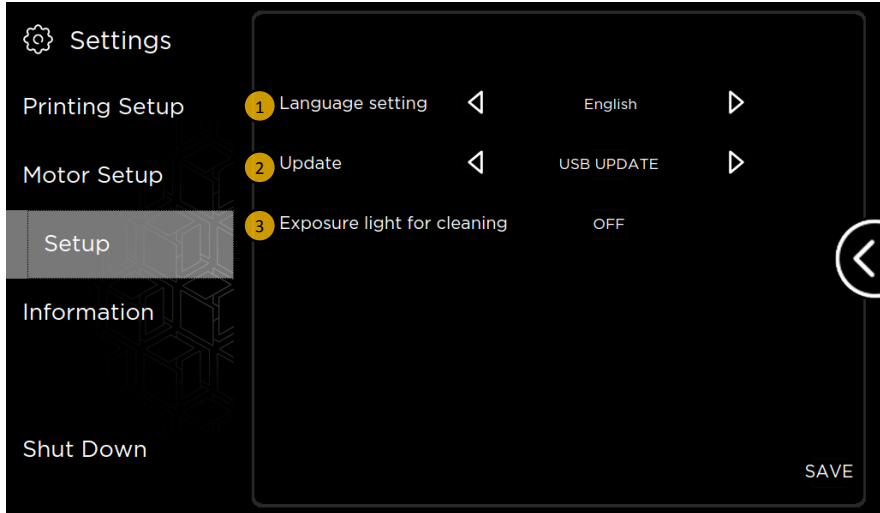 Settings
Printing Setup
Motor Setup
Setup
Information
Shut Down
1 Language setting English
2 Update USB UPDATE
3 Exposure light for cleaning OFF
SAVE